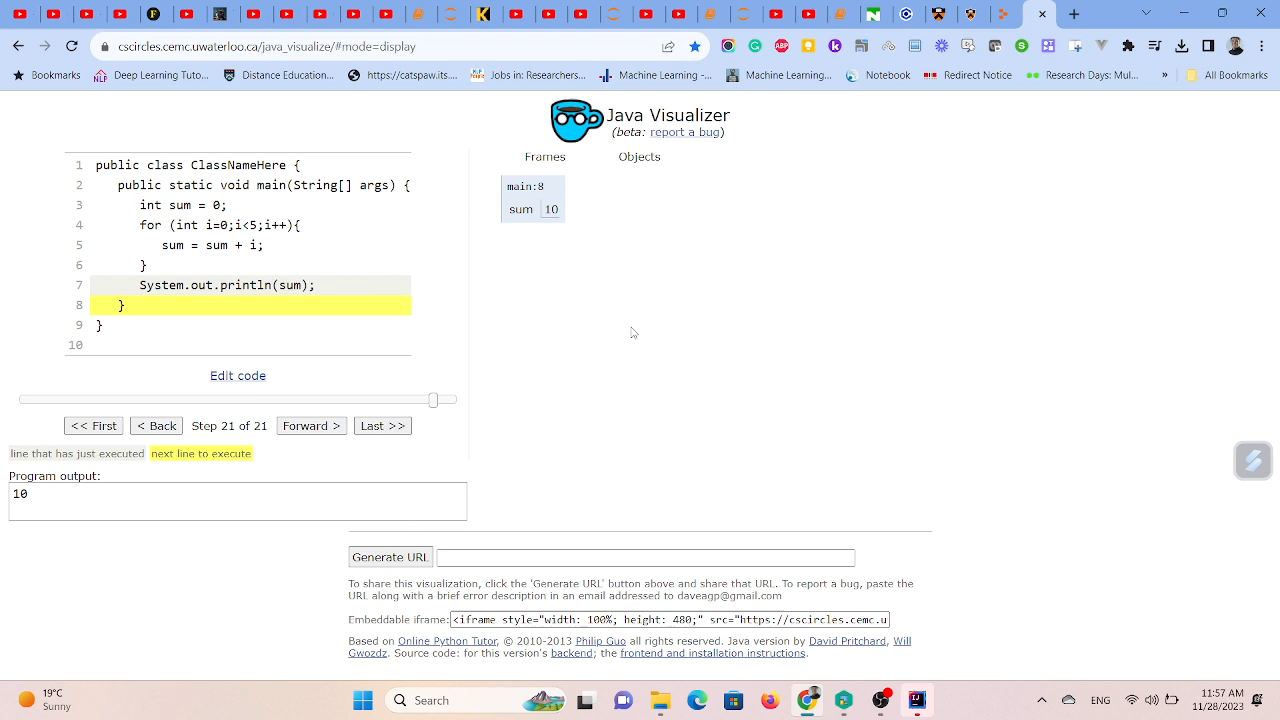 cscircles.cemc.uwaterloo.ca/java_visualize/#mode=display
Bookmarks Deep Learning Tuto... Distance Education... https://catspaw.its.... Jobs in Researchers... Machine Learning -... Machine Learning... Notebook Redirect Notice Research Days: Mul... » All Bookmarks
Java Visualizer
(beta: report a bug)
Frames Objects
1 public class ClassNameHere {
2 public static void main(String[] args) {
3 int sum = 0;
4 for (int i=0;i<5;i++){
5 sum = sum + i;
6 }
7 System.out.println(sum);
8 }
9 }
10
main:8
sum 10
Edit code
<< First < Back Step 21 of 21 Forward > Last >>
line that has just executed next line to execute
Program output:
10
Generate URL
To share this visualization, click the 'Generate URL' button above and share that URL. To report a bug, paste the
URL along with a brief error description in an email addressed to daveagp@gmail.com
Embeddable iframe: <iframe style="width: 100%; height: 480;" src="https://cscircles.cemc.u
Based on Online Python Tutor, © 2010-2013 Philip Guo all rights reserved. Java version by David Pritchard, Will
Gwozdz. Source code: for this version's backend; the frontend and installation instructions.
19°C
Sunny
Search
ENG
11:57 AM
11/28/2023